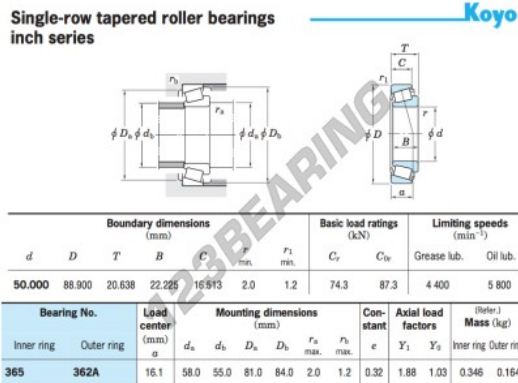 Single-row tapered roller bearings
inch series
Koyo
T
C
r1
r
B
φD
φd
a
rb
ra
φDa φdb
φda φDb
123BEARING
Boundary dimensions
(mm)
Basic load ratings
(kN)
Limiting speeds
(min-1)
d D T B C r min. r1 min. Cr C0r Grease lub. Oil lub.
50.000 88.900 20.638 22.225 16.513 2.0 1.2 74.3 87.3 4 400 5 800
Bearing No.
Load center (mm) a
Mounting dimensions
(mm)
Con-stant e
Axial load factors
(Refer.)
Mass (kg)
Inner ring Outer ring da db Da Db ra max. rb max. Y1 Y0 Inner ring Outer rin
365 362A 16.1 58.0 55.0 81.0 84.0 2.0 1.2 0.32 1.88 1.03 0.346 0.164